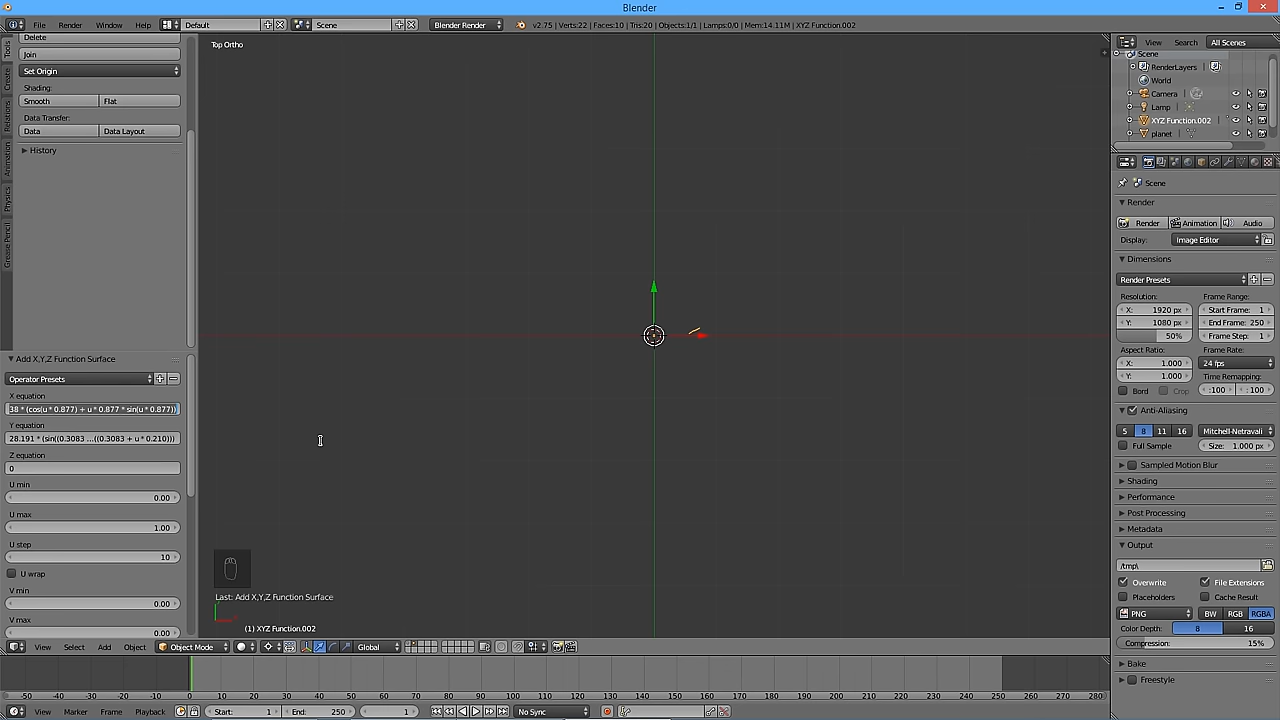 Blender
File Render Window Help Default Scene Blender Render v2.75 | Verts:22 | Faces:10 | Tris:20 | Objects:1/1 | Lamps:0/0 | Mem:14.11M | XYZ Function.002
Tools
Create
Relations
Animation
Physics
Grease Pencil
Delete
Join
Set Origin
Shading:
Smooth Flat
Data Transfer:
Data Data Layout
History
Add X,Y,Z Function Surface
Operator Presets
X equation
38 * (cos(u * 0.877) + u * 0.877 * sin(u * 0.877))
Y equation
28.191 * (sin((0.3083 ...((0.3083 + u * 0.210)))
Z equation
0
U min
0.00
U max
1.00
U step
10
U wrap
V min
0.00
V max
0.00
Top Ortho
Last: Add X,Y,Z Function Surface
(1) XYZ Function.002
View Select Add Object Object Mode Global
-50 -40 -30 -20 -10 0 10 20 30 40 50 60 70 80 90 100 110 120 130 140 150 160 170 180 190 200 210 220 230 240 250 260 270 280
View Marker Frame Playback Start: 1 End: 250 1 No Sync
View Search All Scenes
Scene
RenderLayers
World
Camera
Lamp
XYZ Function.002
planet
Scene
Render
Render Animation Audio
Display: Image Editor
Dimensions
Render Presets
Resolution: Frame Range:
X: 1920 px Start Frame: 1
Y: 1080 px End Frame: 250
50% Frame Step: 1
Aspect Ratio: Frame Rate:
X: 1.000 24 fps
Y: 1.000 Time Remapping:
Bord Crop :100 : 100
Anti-Aliasing
5 8 11 16 Mitchell-Netravali
Full Sample Size: 1.000 px
Sampled Motion Blur
Shading
Performance
Post Processing
Metadata
Output
/tmp\
Overwrite File Extensions
Placeholders Cache Result
PNG BW RGB RGBA
Color Depth: 8 16
Compression: 15%
Bake
Freestyle